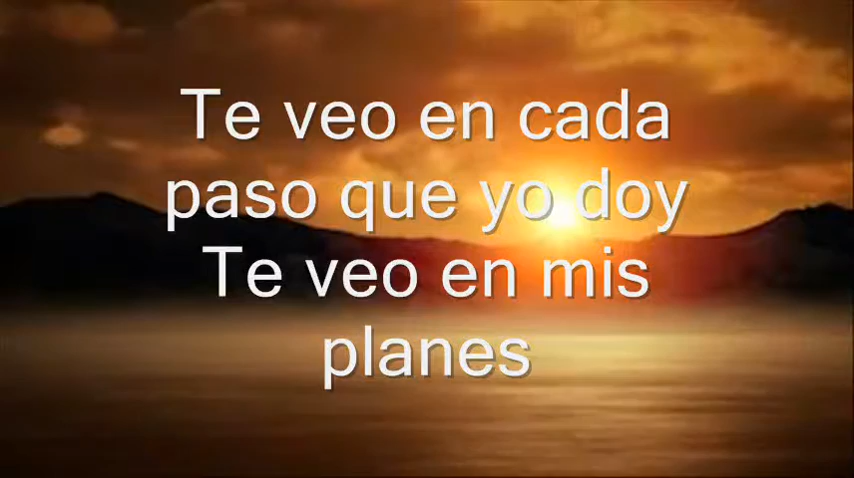 Te veo en cada
paso que yo doy
Te veo en mis
planes